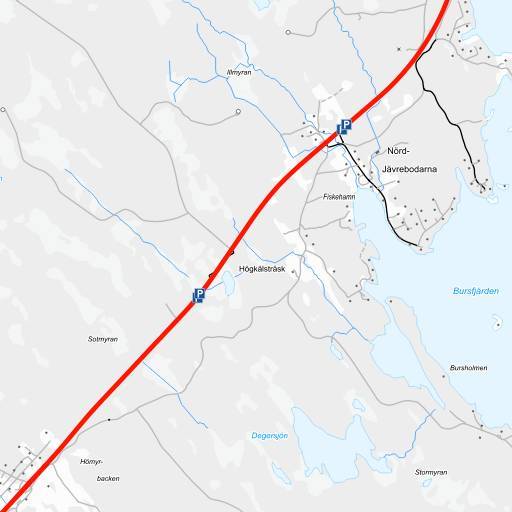 Illmyran
P
Nörd-
Jävrebodarna
Fiskehamn
Högkälsträsk
P
Bursfjärden
Sotmyran
Bursholmen
Degersjön
Hömyr-
backen
Stormyran